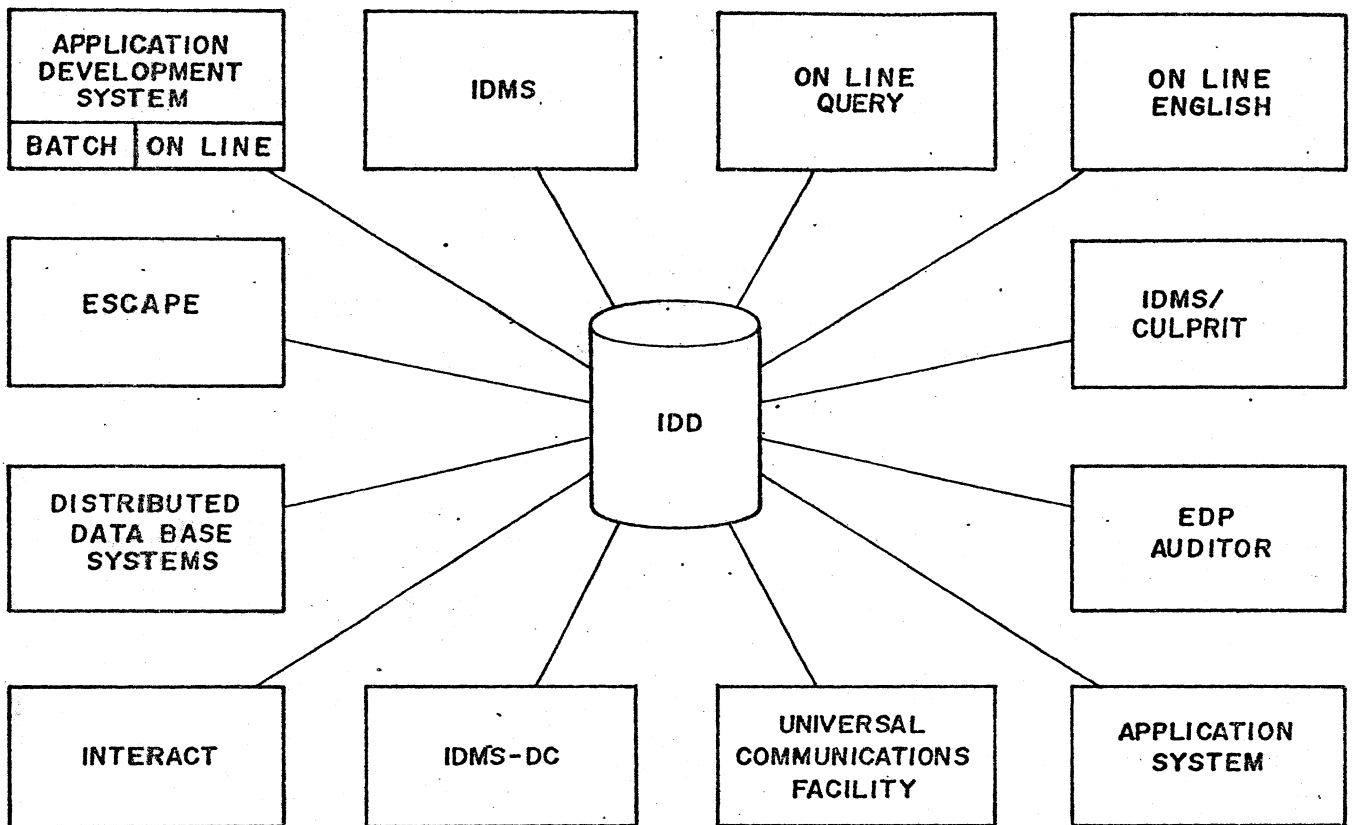 APPLICATION
DEVELOPMENT
SYSTEM
BATCH
ON LINE
IDMS
ON LINE
QUERY
ON LINE
ENGLISH
ESCAPE
IDMS/
CULPRIT
IDD
DISTRIBUTED
DATA BASE
SYSTEMS
EDP
AUDITOR
INTERACT
IDMS-DC
UNIVERSAL
COMMUNICATIONS
FACILITY
APPLICATION
SYSTEM